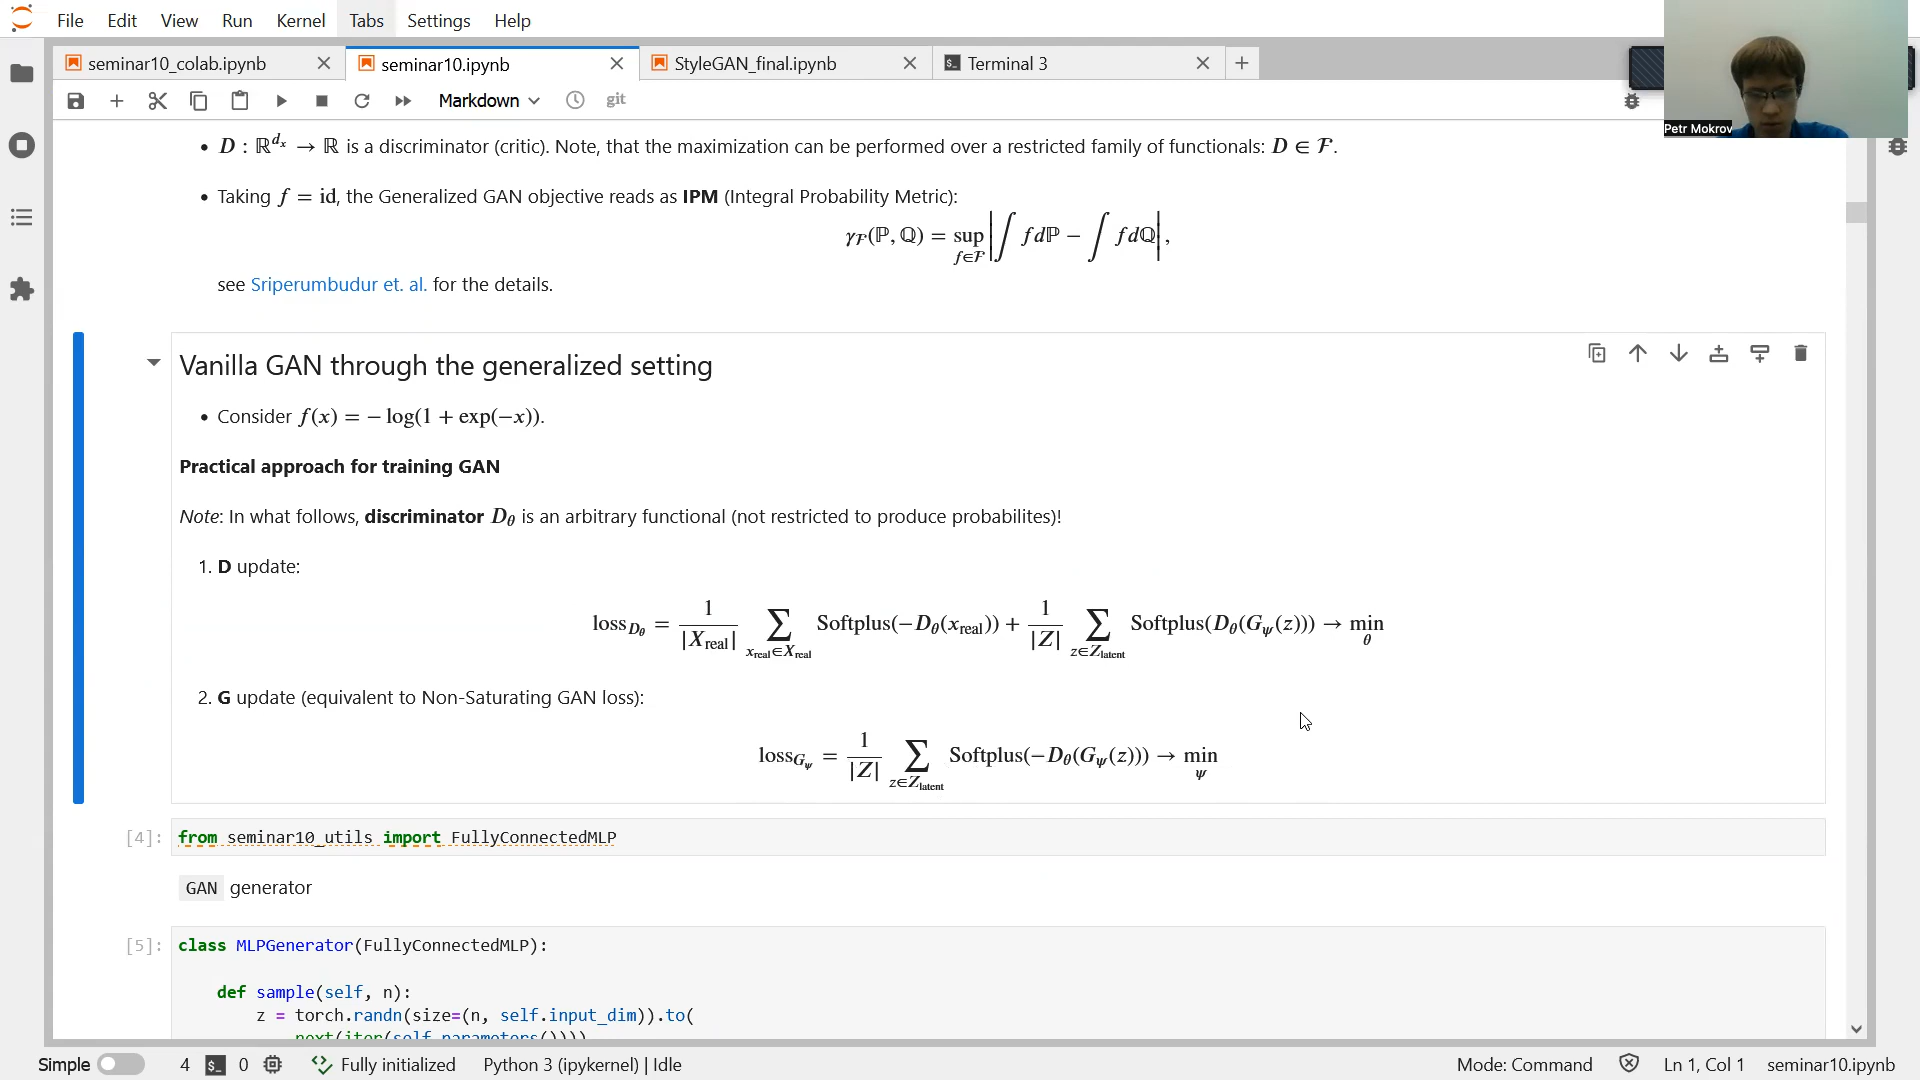 File Edit View Run Kernel Tabs Settings Help
seminar10_colab.ipynb seminar10.ipynb StyleGAN_final.ipynb Terminal 3
Markdown git
Petr Mokrov
• D : ℝ^{d_x} → ℝ is a discriminator (critic). Note, that the maximization can be performed over a restricted family of functionals: D ∈ ℱ.
• Taking f = id, the Generalized GAN objective reads as IPM (Integral Probability Metric):
γ_ℱ(ℙ, ℚ) = sup_{f∈ℱ} |∫ f dℙ − ∫ f dℚ|,
see Sriperumbudur et. al. for the details.
Vanilla GAN through the generalized setting
• Consider f(x) = − log(1 + exp(−x)).
Practical approach for training GAN
Note: In what follows, discriminator D_θ is an arbitrary functional (not restricted to produce probabilites)!
1. D update:
loss_{D_θ} = 1/|X_real| ∑_{x_real∈X_real} Softplus(−D_θ(x_real)) + 1/|Z| ∑_{z∈Z_latent} Softplus(D_θ(G_ψ(z))) → min_θ
2. G update (equivalent to Non-Saturating GAN loss):
loss_{G_ψ} = 1/|Z| ∑_{z∈Z_latent} Softplus(−D_θ(G_ψ(z))) → min_ψ
[4]: from seminar10_utils import FullyConnectedMLP
GAN generator
[5]: class MLPGenerator(FullyConnectedMLP):
def sample(self, n):
z = torch.randn(size=(n, self.input_dim)).to(
next(iter(self.parameters())))
Simple 4 0 Fully initialized Python 3 (ipykernel) | Idle Mode: Command Ln 1, Col 1 seminar10.ipynb